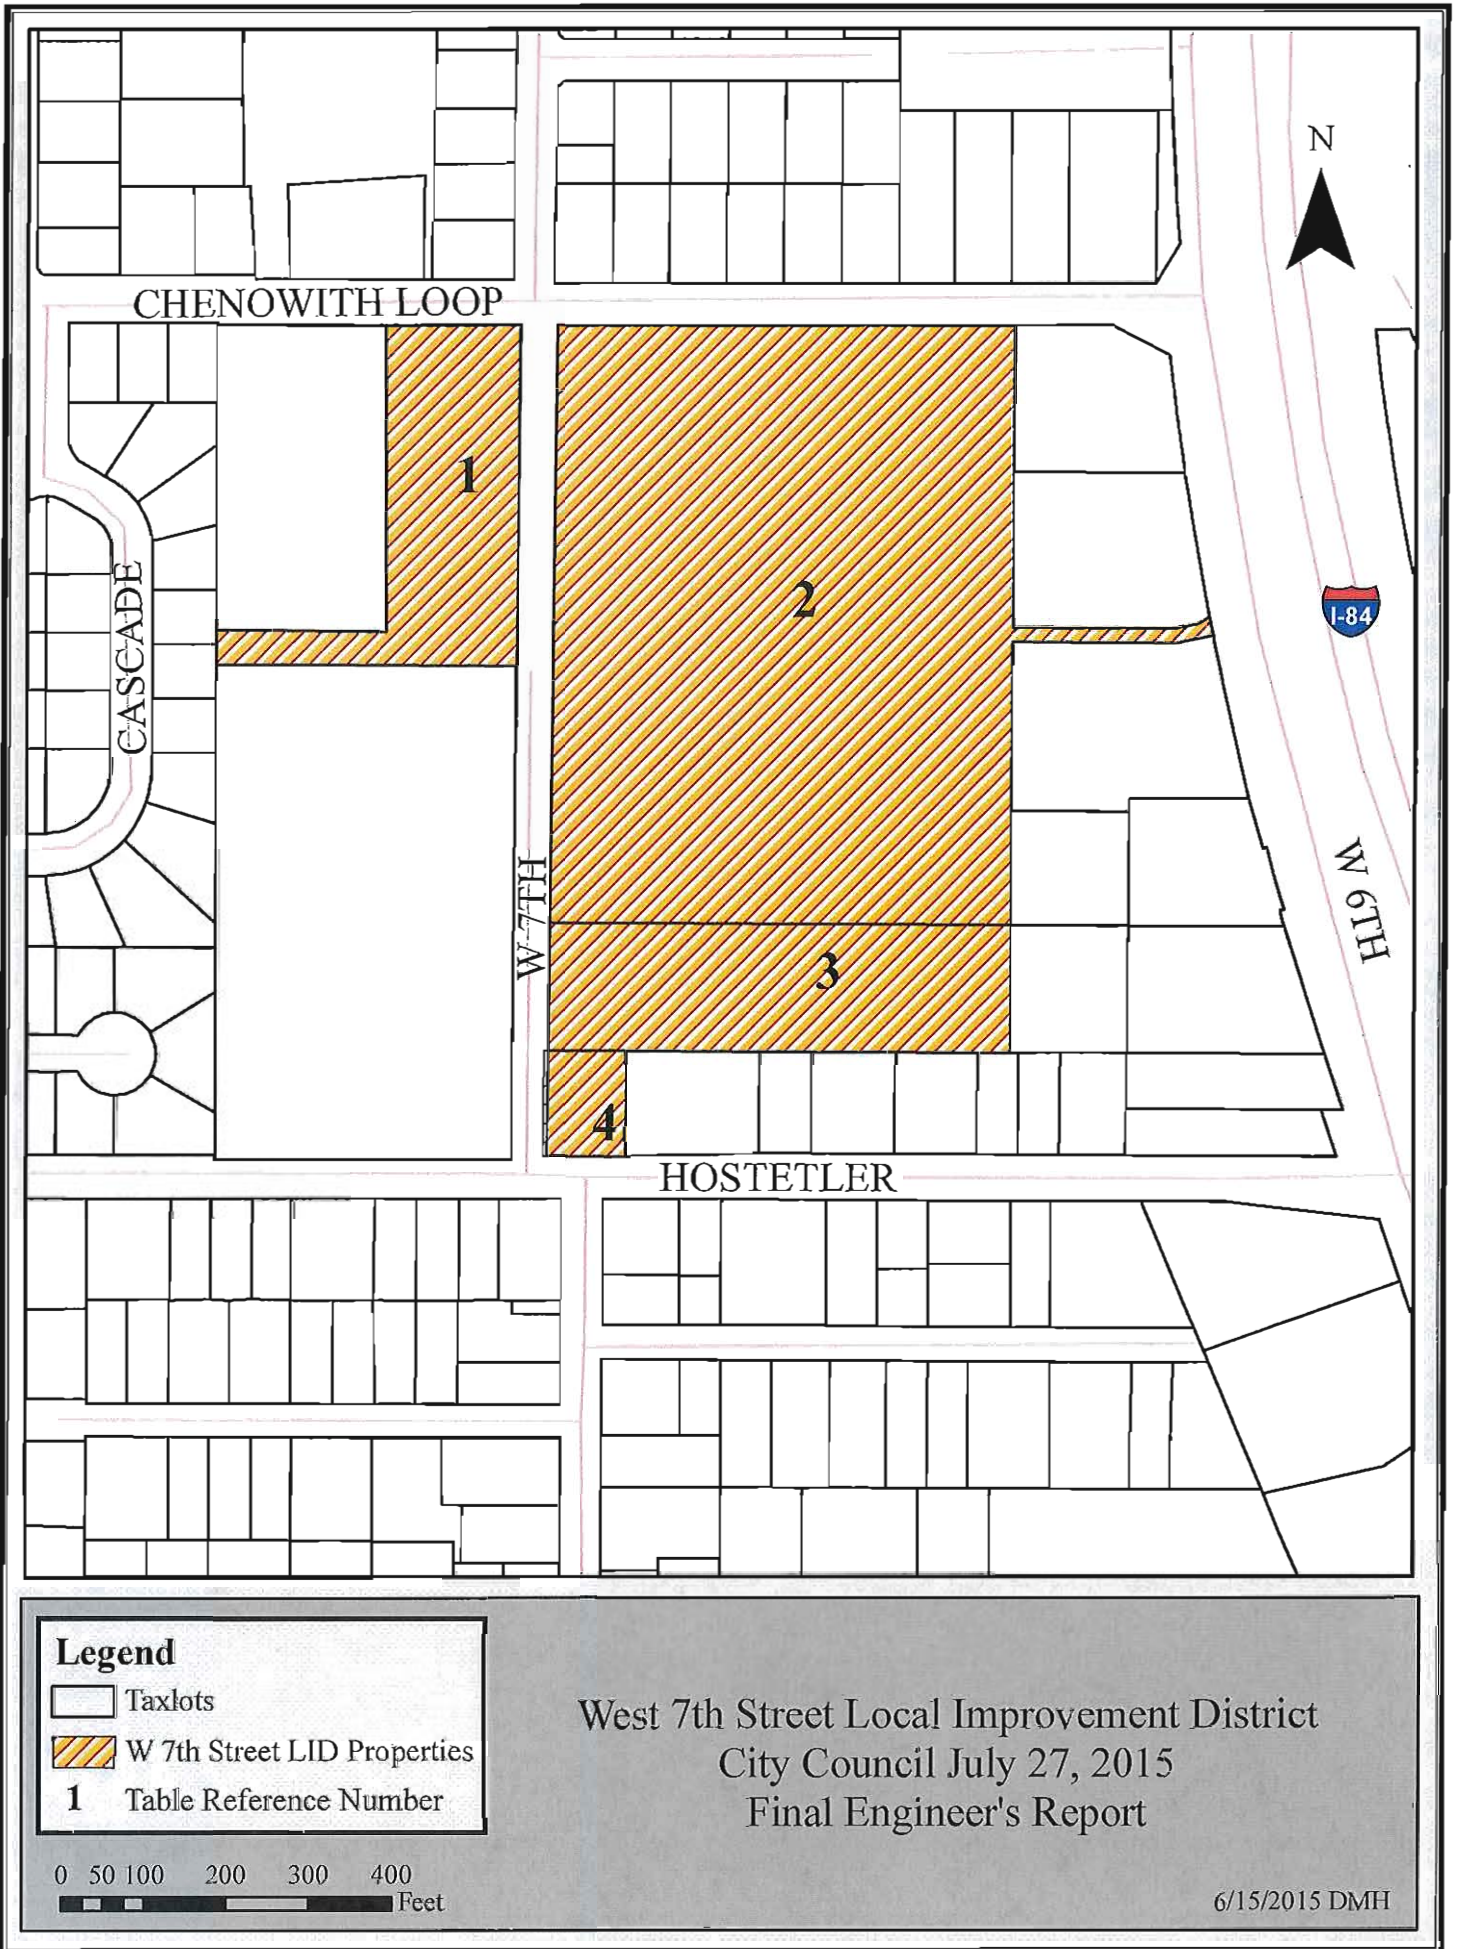 N
CHENOWITH LOOP
1
2
I-84
CASCADE
W 7TH
W 6TH
3
4
HOSTETLER
Legend
Taxlots
W 7th Street LID Properties
1 Table Reference Number
0 50 100 200 300 400
Feet
West 7th Street Local Improvement District
City Council July 27, 2015
Final Engineer's Report
6/15/2015 DMH